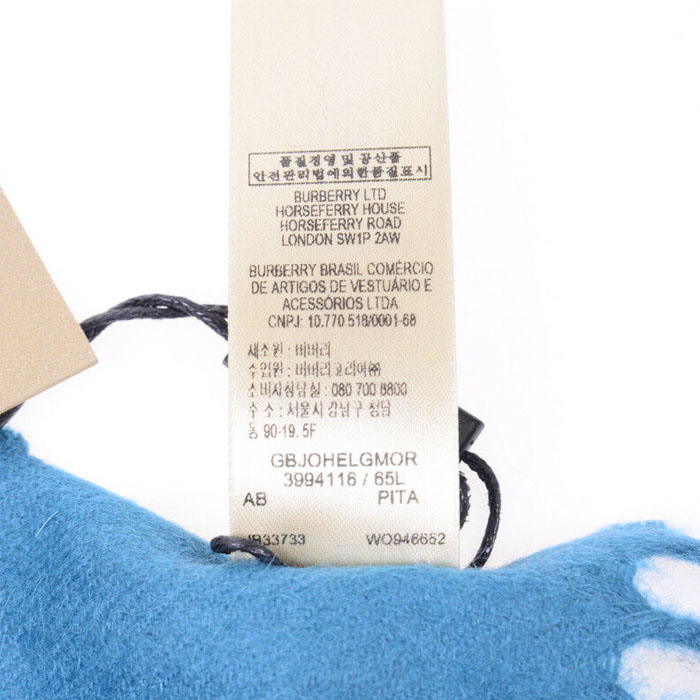 품질경영 및 공산품
안전관리법에의한품질표시
BURBERRY LTD
HORSEFERRY HOUSE
HORSEFERRY ROAD
LONDON SW1P 2AW
BURBERRY BRASIL COMÉRCIO
DE ARTIGOS DE VESTUÁRIO E
ACESSÓRIOS LTDA
CNPJ: 10.770.518/0001-68
제조원 : 버버리
수입원 : 버버리코리아㈜
소비자상담실 : 080 700 8800
주 소 : 서울시 강남구 청담
동 90-19. 5F
GBJOHELGMOR
3994116 / 65L
AB PITA
IB33733 WO946652